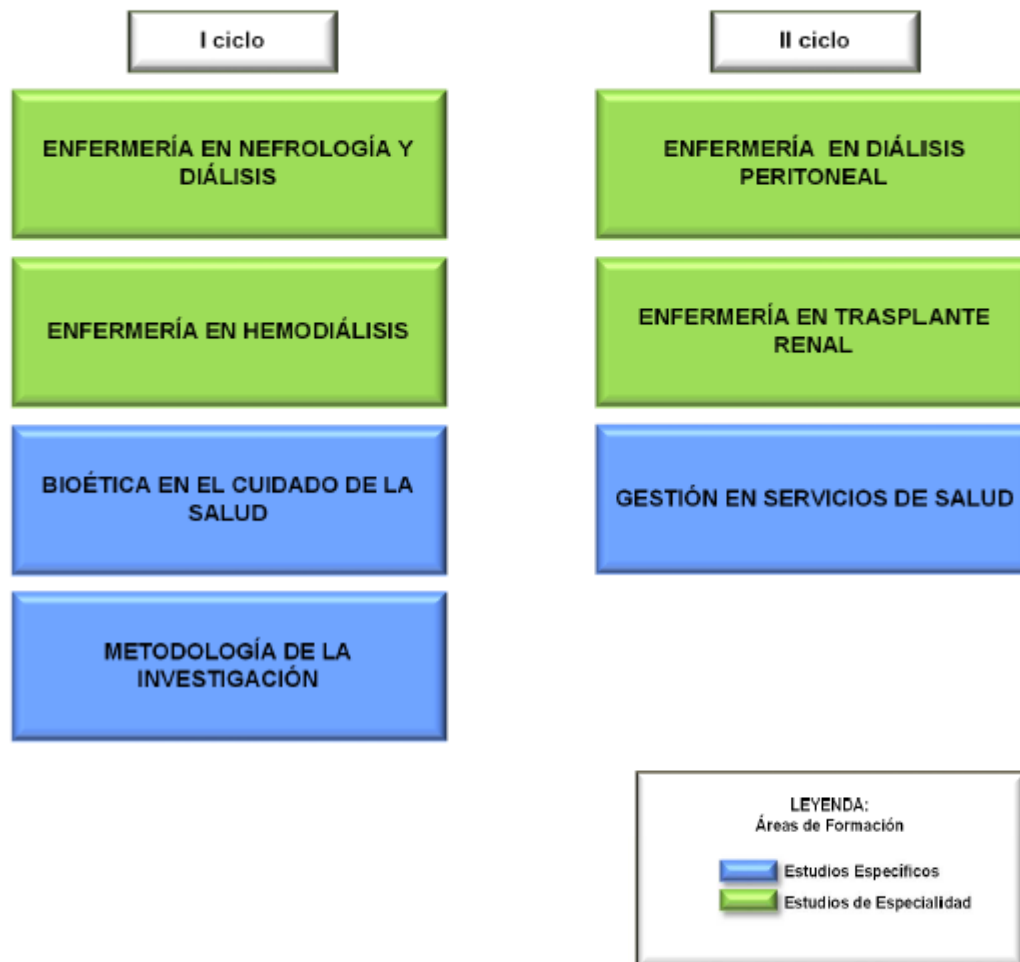 I ciclo
ENFERMERÍA EN NEFROLOGÍA Y
DIÁLISIS
ENFERMERÍA EN HEMODIÁLISIS
BIOÉTICA EN EL CUIDADO DE LA
SALUD
METODOLOGÍA DE LA
INVESTIGACIÓN
II ciclo
ENFERMERÍA EN DIÁLISIS
PERITONEAL
ENFERMERÍA EN TRASPLANTE
RENAL
GESTIÓN EN SERVICIOS DE SALUD
LEYENDA:
Áreas de Formación
Estudios Específicos
Estudios de Especialidad